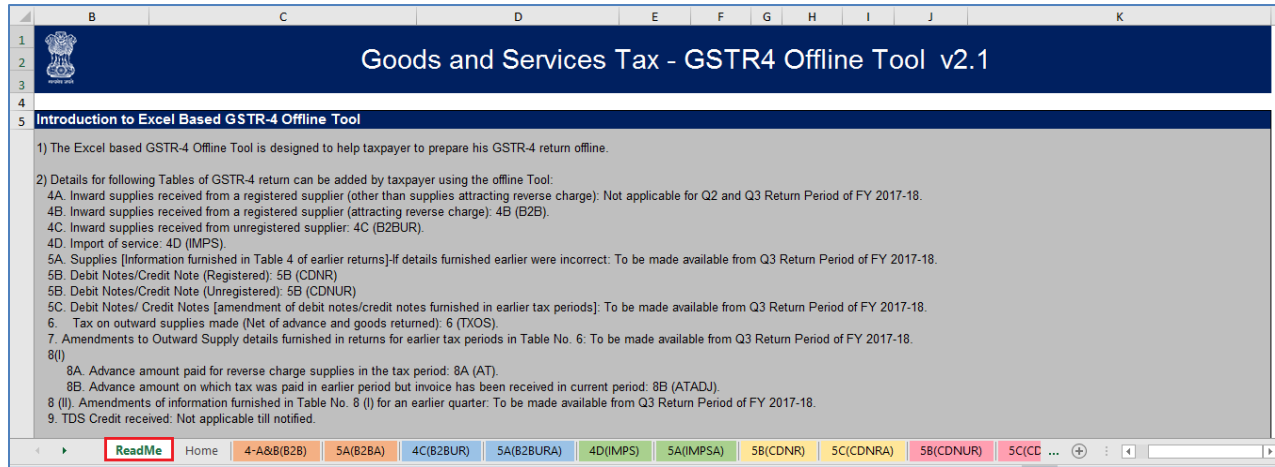 B C D E F G H I J K
1
2
3
4
5
Goods and Services Tax - GSTR4 Offline Tool v2.1
Introduction to Excel Based GSTR-4 Offline Tool
1) The Excel based GSTR-4 Offline Tool is designed to help taxpayer to prepare his GSTR-4 return offline.
2) Details for following Tables of GSTR-4 return can be added by taxpayer using the offline Tool:
4A. Inward supplies received from a registered supplier (other than supplies attracting reverse charge): Not applicable for Q2 and Q3 Return Period of FY 2017-18.
4B. Inward supplies received from a registered supplier (attracting reverse charge): 4B (B2B).
4C. Inward supplies received from unregistered supplier: 4C (B2BUR).
4D. Import of service: 4D (IMPS).
5A. Supplies [Information furnished in Table 4 of earlier returns]-If details furnished earlier were incorrect: To be made available from Q3 Return Period of FY 2017-18.
5B. Debit Notes/Credit Note (Registered): 5B (CDNR)
5B. Debit Notes/Credit Note (Unregistered): 5B (CDNUR)
5C. Debit Notes/ Credit Notes [amendment of debit notes/credit notes furnished in earlier tax periods]: To be made available from Q3 Return Period of FY 2017-18.
6. Tax on outward supplies made (Net of advance and goods returned): 6 (TXOS).
7. Amendments to Outward Supply details furnished in returns for earlier tax periods in Table No. 6: To be made available from Q3 Return Period of FY 2017-18.
8(I)
8A. Advance amount paid for reverse charge supplies in the tax period: 8A (AT).
8B. Advance amount on which tax was paid in earlier period but invoice has been received in current period: 8B (ATADJ).
8 (II). Amendments of information furnished in Table No. 8 (I) for an earlier quarter: To be made available from Q3 Return Period of FY 2017-18.
9. TDS Credit received: Not applicable till notified.
ReadMe Home 4-A&B(B2B) 5A(B2BA) 4C(B2BUR) 5A(B2BURA) 4D(IMPS) 5A(IMPSA) 5B(CDNR) 5C(CDNRA) 5B(CDNUR) 5C(CD ...